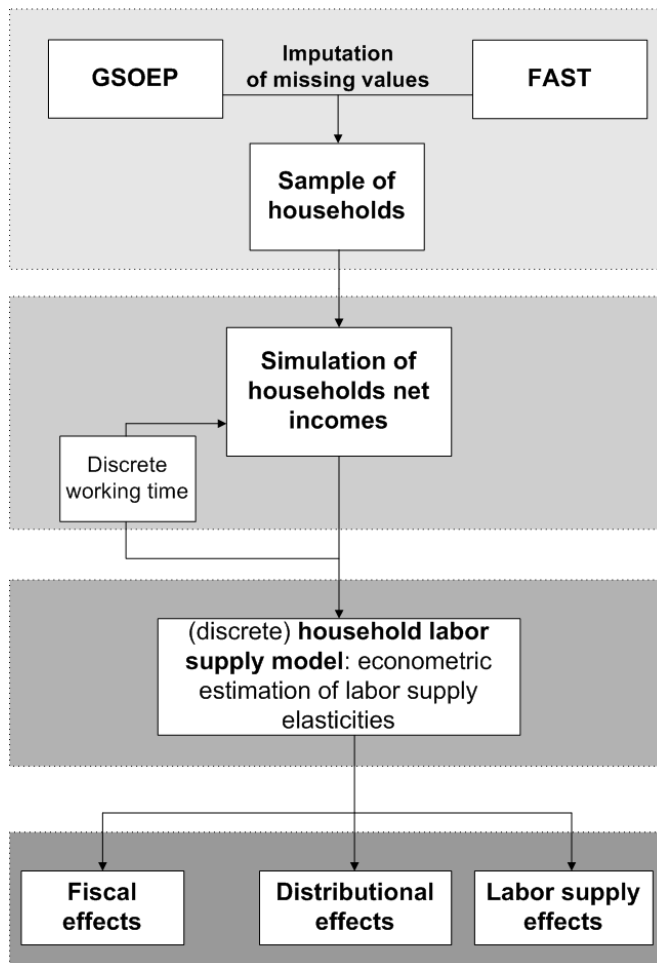 GSOEP
Imputation
of missing values
FAST
Sample of
households
Simulation of
households net
incomes
Discrete
working time
(discrete) household labor
supply model: econometric
estimation of labor supply
elasticities
Fiscal
effects
Distributional
effects
Labor supply
effects